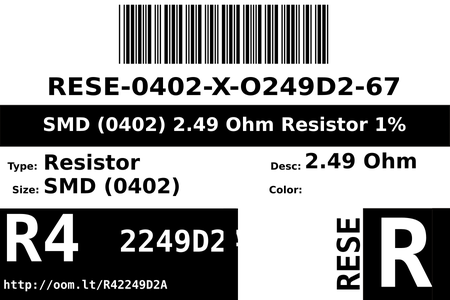 RESE-0402-X-O249D2-67
SMD (0402) 2.49 Ohm Resistor 1%
Type: Resistor
Desc: 2.49 Ohm
Size: SMD (0402)
Color:
R4
2249D2
http://oom.lt/R42249D2A
RESE
R